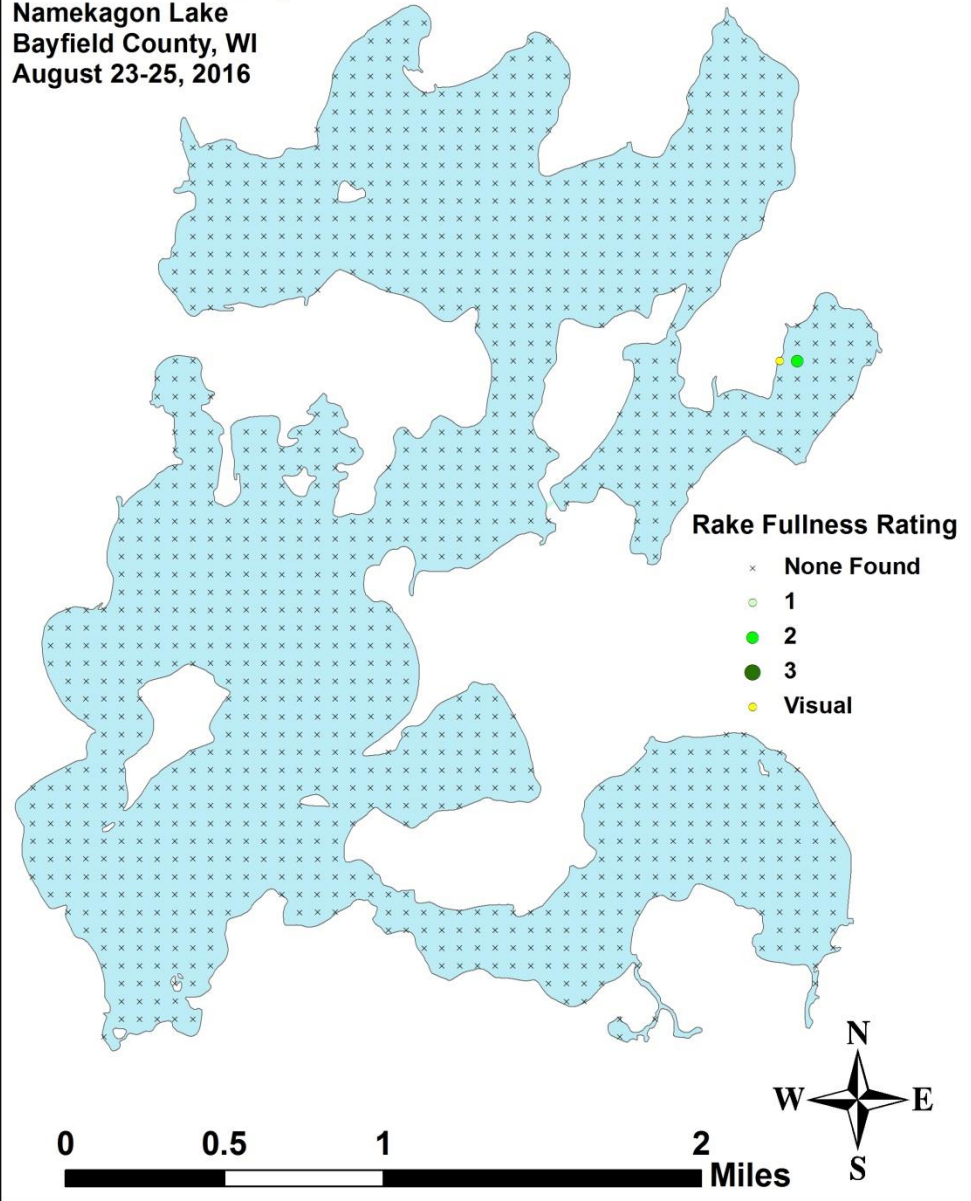 Namekagon Lake
Bayfield County, WI
August 23-25, 2016
Rake Fullness Rating
None Found
1
2
3
Visual
N
W E
S
0 0.5 1 2
Miles